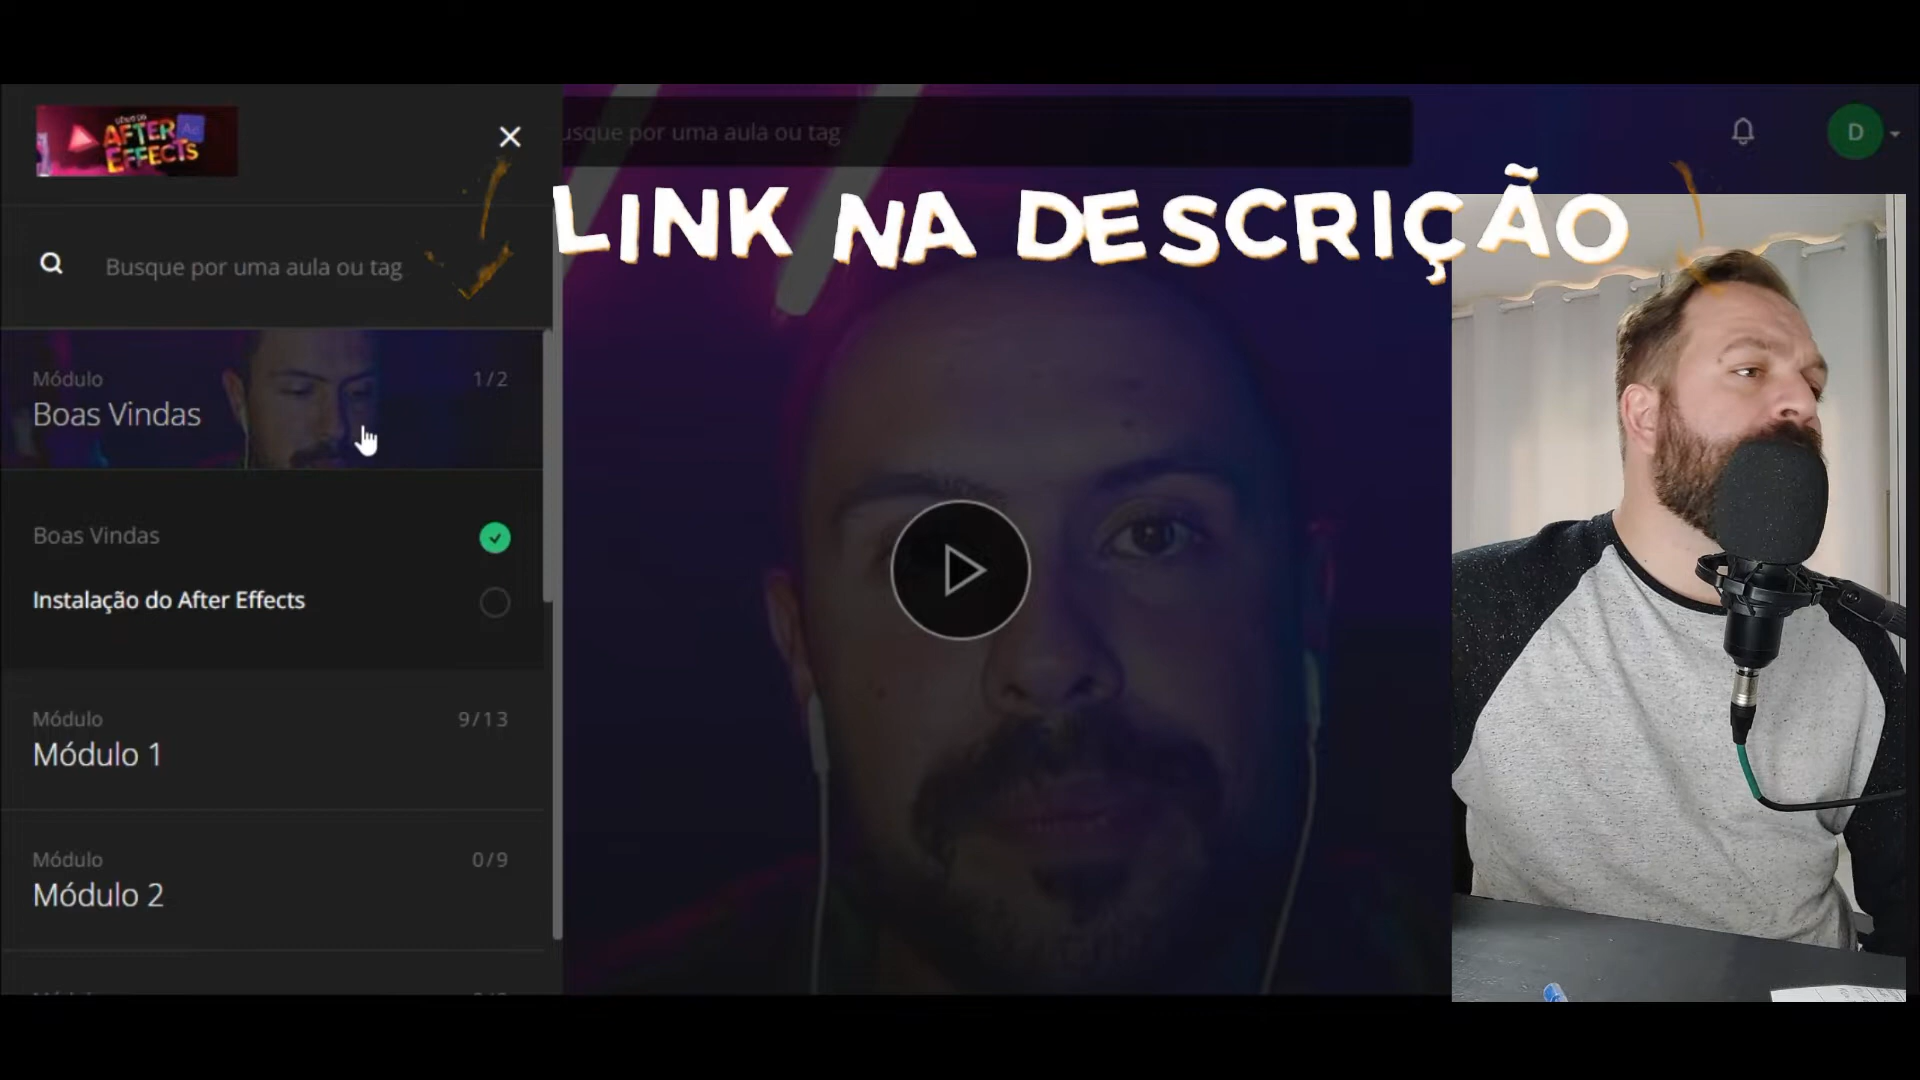 AFTER
EFFECTS
Ae
usque por uma aula ou tag
D
LINK NA DESCRIÇÃO
Busque por uma aula ou tag
Módulo
1/2
Boas Vindas
Boas Vindas
Instalação do After Effects
Módulo
9/13
Módulo 1
Módulo
0/9
Módulo 2